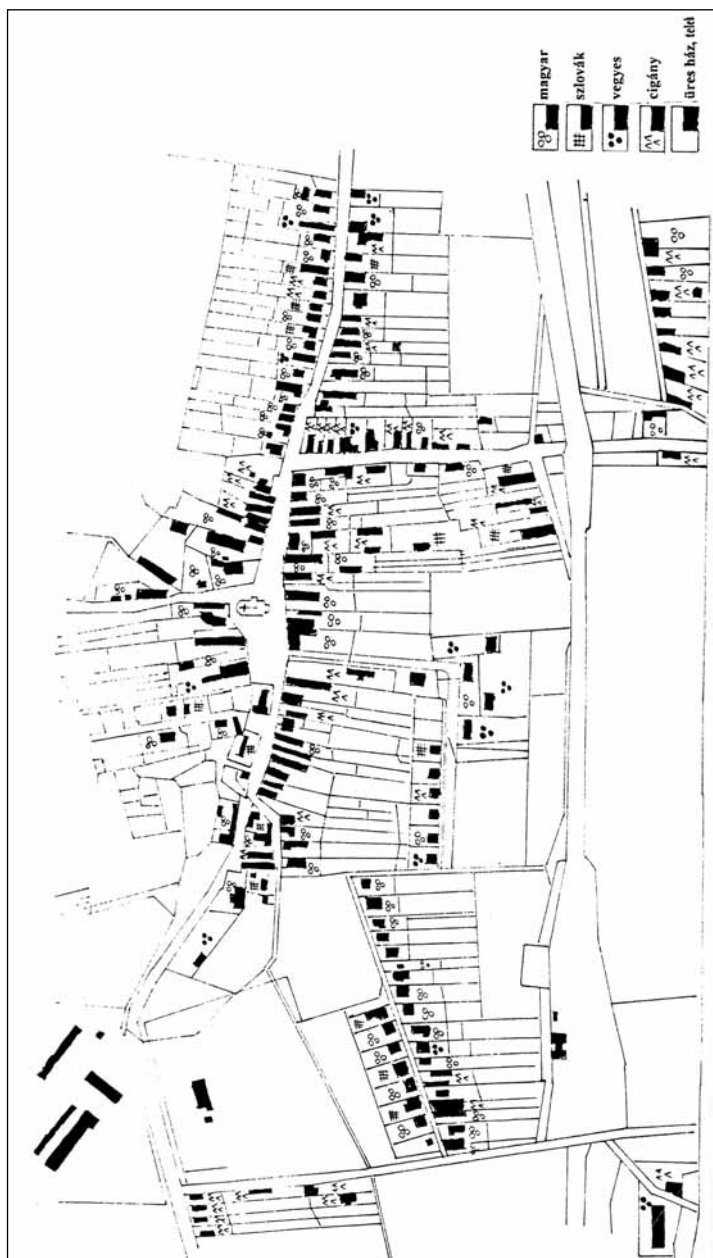 magyar
szlovák
vegyes
cigány
üres ház, telek